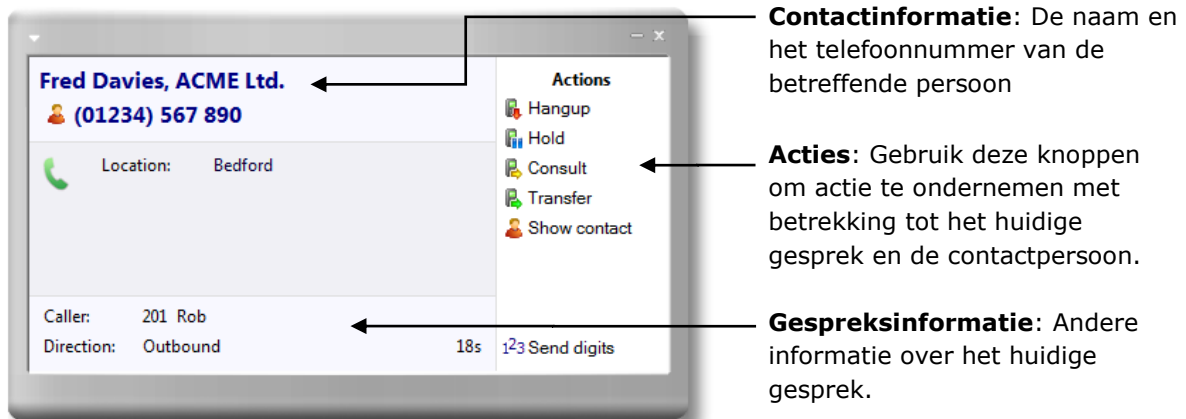 Fred Davies, ACME Ltd.
(01234) 567 890
Location: Bedford
Caller: 201 Rob
Direction: Outbound 18s
Actions
Hangup
Hold
Consult
Transfer
Show contact
123 Send digits
Contactinformatie: De naam en
het telefoonnummer van de
betreffende persoon
Acties: Gebruik deze knoppen
om actie te ondernemen met
betrekking tot het huidige
gesprek en de contactpersoon.
Gespreksinformatie: Andere
informatie over het huidige
gesprek.